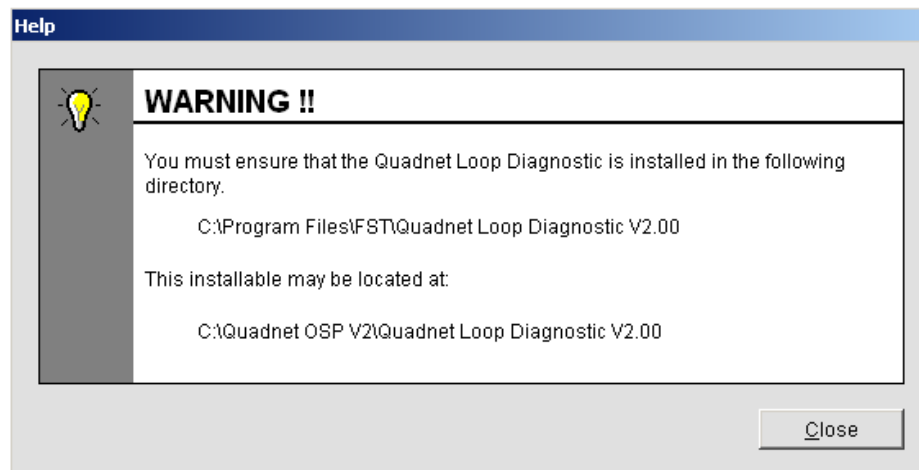 Help
WARNING !!
You must ensure that the Quadnet Loop Diagnostic is installed in the following
directory.
C:\Program Files\FST\Quadnet Loop Diagnostic V2.00
This installable may be located at:
C:\Quadnet OSP V2\Quadnet Loop Diagnostic V2.00
Close